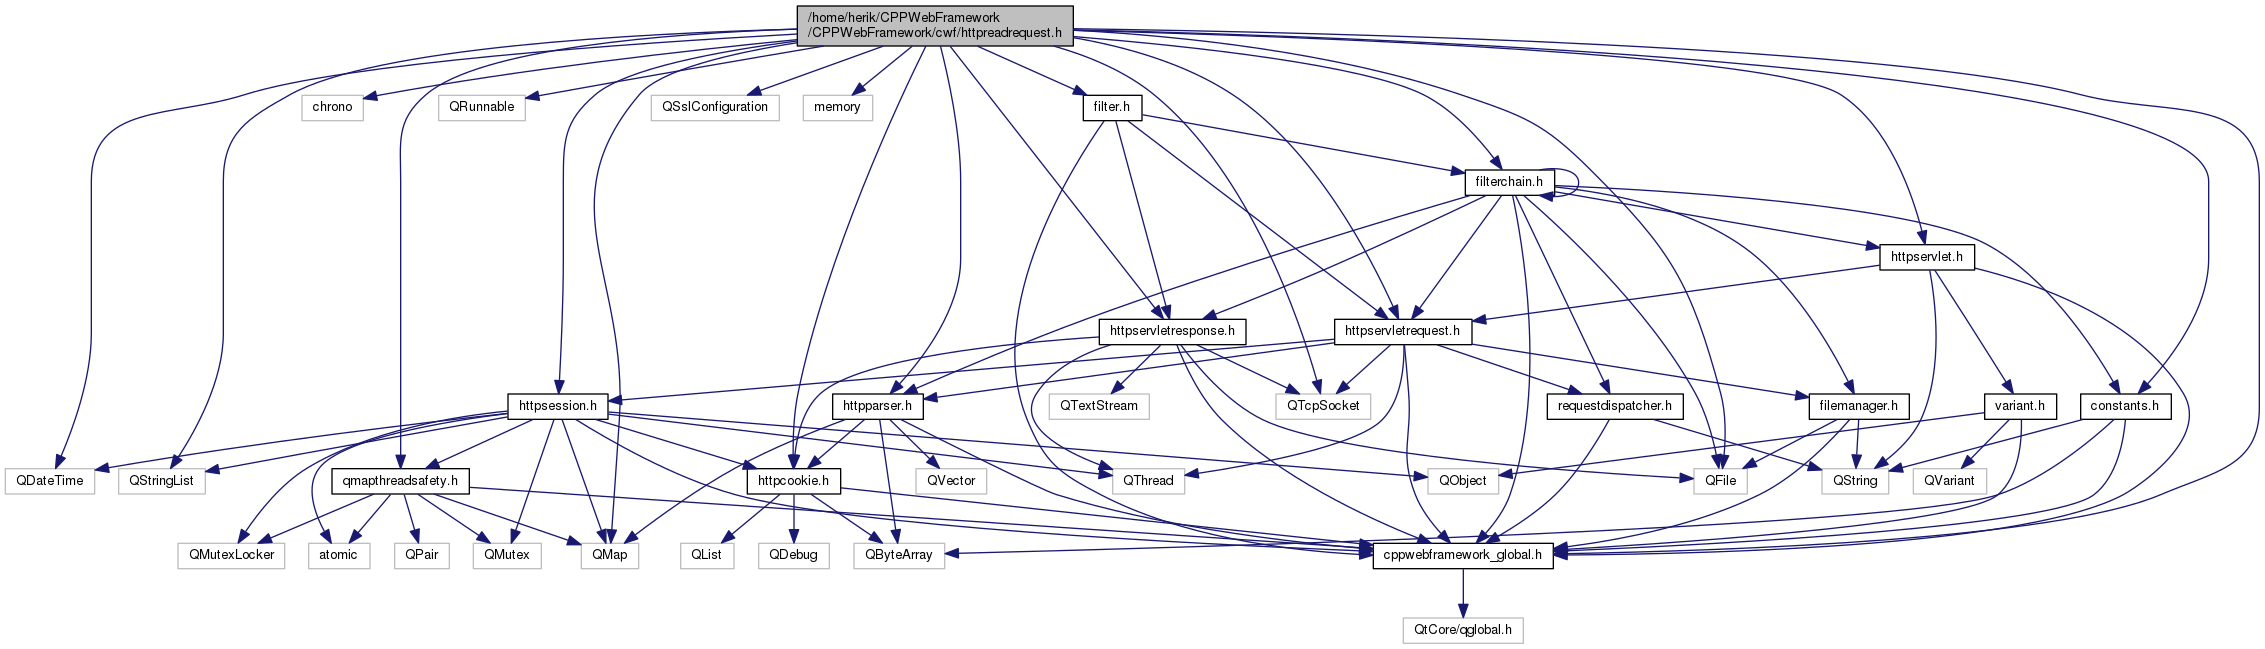 /home/herik/CPPWebFramework
/CPPWebFramework/cwf/httpreadrequest.h
chrono
QRunnable
QSslConfiguration
memory
filter.h
filterchain.h
httpservlet.h
httpservletresponse.h
httpservletrequest.h
httpsession.h
httpparser.h
QTextStream
QTcpSocket
requestdispatcher.h
filemanager.h
variant.h
constants.h
QDateTime
QStringList
qmapthreadsafety.h
httpcookie.h
QVector
QThread
QObject
QFile
QString
QVariant
QMutexLocker
atomic
QPair
QMutex
QMap
QList
QDebug
QByteArray
cppwebframework_global.h
QtCore/qglobal.h